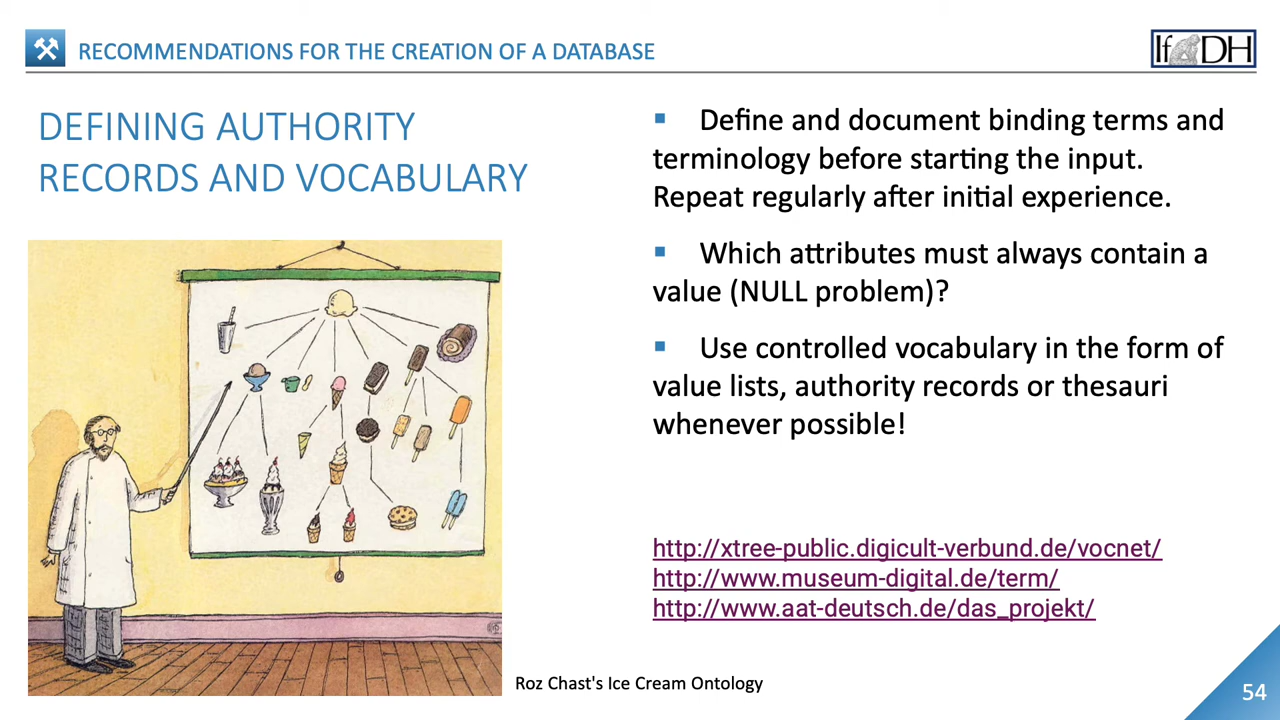 RECOMMENDATIONS FOR THE CREATION OF A DATABASE
IfDH
DEFINING AUTHORITY
RECORDS AND VOCABULARY
▪ Define and document binding terms and
terminology before starting the input.
Repeat regularly after initial experience.
▪ Which attributes must always contain a
value (NULL problem)?
▪ Use controlled vocabulary in the form of
value lists, authority records or thesauri
whenever possible!
http://xtree-public.digicult-verbund.de/vocnet/
http://www.museum-digital.de/term/
http://www.aat-deutsch.de/das_projekt/
Roz Chast's Ice Cream Ontology
54